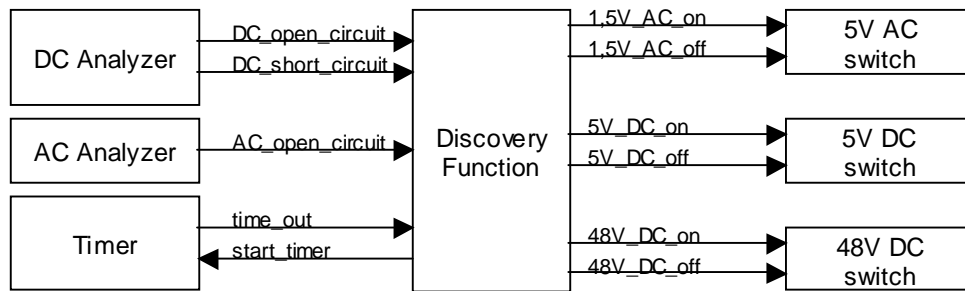 DC Analyzer
DC_open_circuit
DC_short_circuit
AC Analyzer
AC_open_circuit
Timer
time_out
start_timer
Discovery
Function
1,5V_AC_on
1,5V_AC_off
5V AC
switch
5V_DC_on
5V_DC_off
5V DC
switch
48V_DC_on
48V_DC_off
48V DC
switch